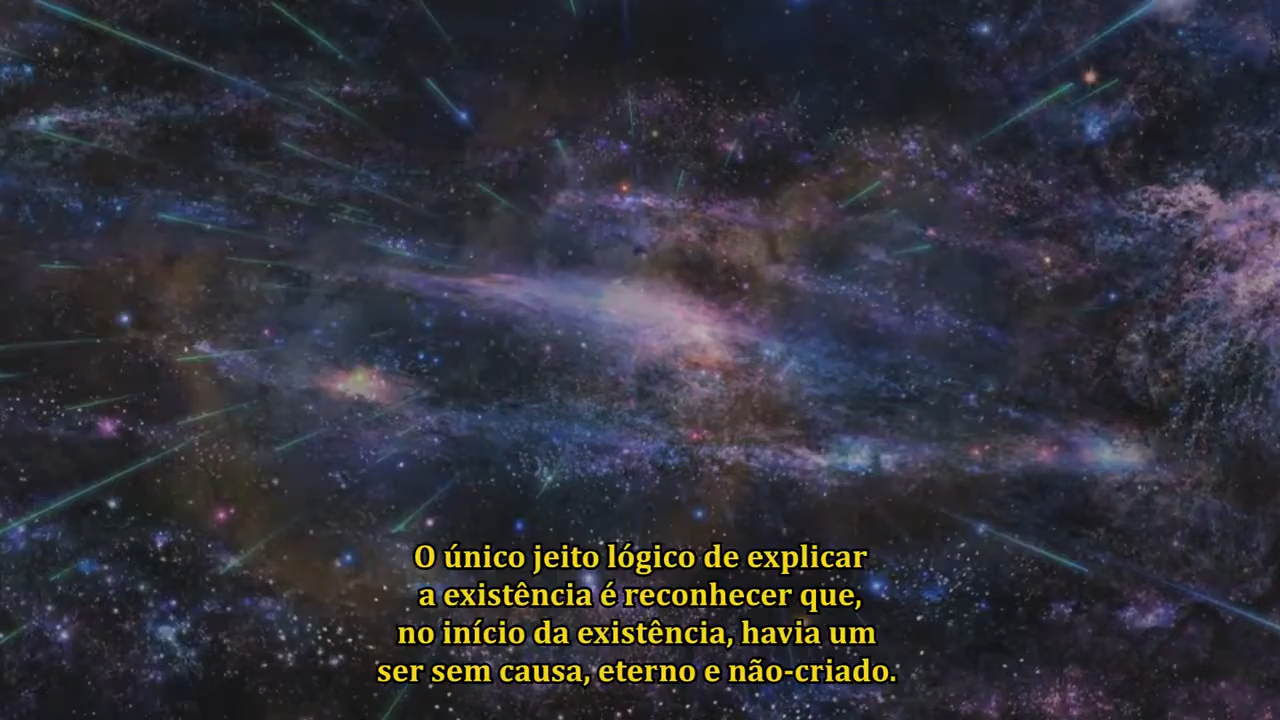 O único jeito lógico de explicar
a existência é reconhecer que,
no início da existência, havia um
ser sem causa, eterno e não-criado.